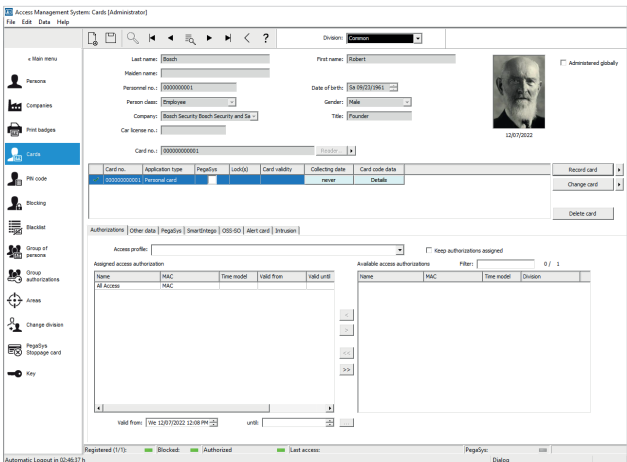 Access Management System: Cards [Administrator]
File Edit Data Help
?
Division: Common
« Main menu
Persons
Companies
Print badges
Cards
PIN code
Blocking
Blacklist
Group of
persons
Group
authorizations
Areas
Change division
PegaSys
Stoppage card
Key
Last name: Bosch
First name: Robert
Administered globally
Maiden name:
Personnel no.: 0000000001
Date of birth: Sa 09/23/1961
Person class: Employee
Gender: Male
Company: Bosch Security Bosch Security and Sa
Title: Founder
Car license no.:
12/07/2022
Card no.: 000000000001
Reader
Card no. Application type PegaSys Lock(s) Card validity Collecting date Card code data
000000000001 Personal card never Details
Record card
Change card
Delete card
Authorizations Other data PegaSys SmartIntego OSS-SO Alert card Intrusion
Access profile:
Keep authorizations assigned
Assigned access authorization
Available access authorizations Filter: 0 / 1
Name MAC Time model Valid from Valid until
Name MAC Time model Division
All Access MAC
<
>
<<
>>
Valid from: We 12/07/2022 12:08 PM until:
Registered (1/1): Blocked: Authorized Last access: PegaSys:
Automatic Logout in 02:46:37 h Dialog